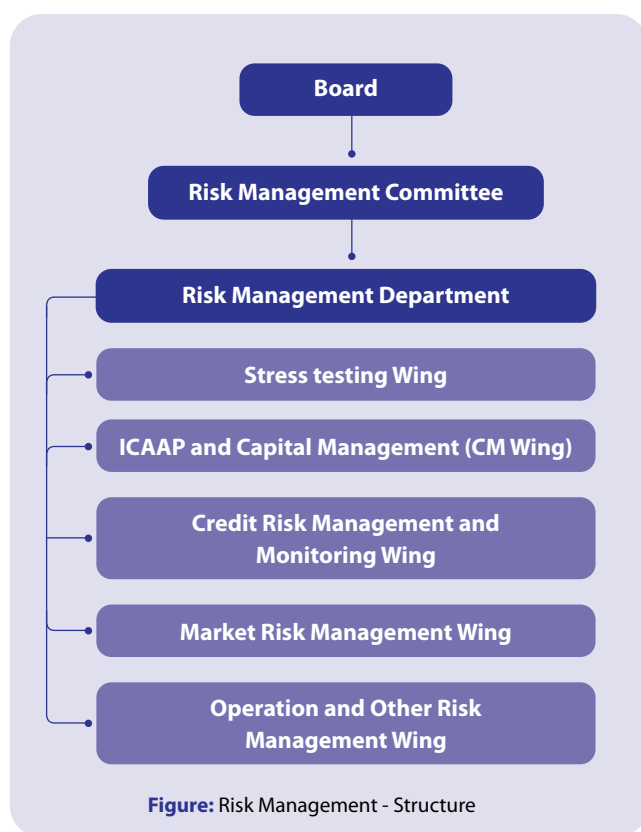 Board
Risk Management Committee
Risk Management Department
Stress testing Wing
ICAAP and Capital Management (CM Wing)
Credit Risk Management and
Monitoring Wing
Market Risk Management Wing
Operation and Other Risk
Management Wing
Figure: Risk Management - Structure